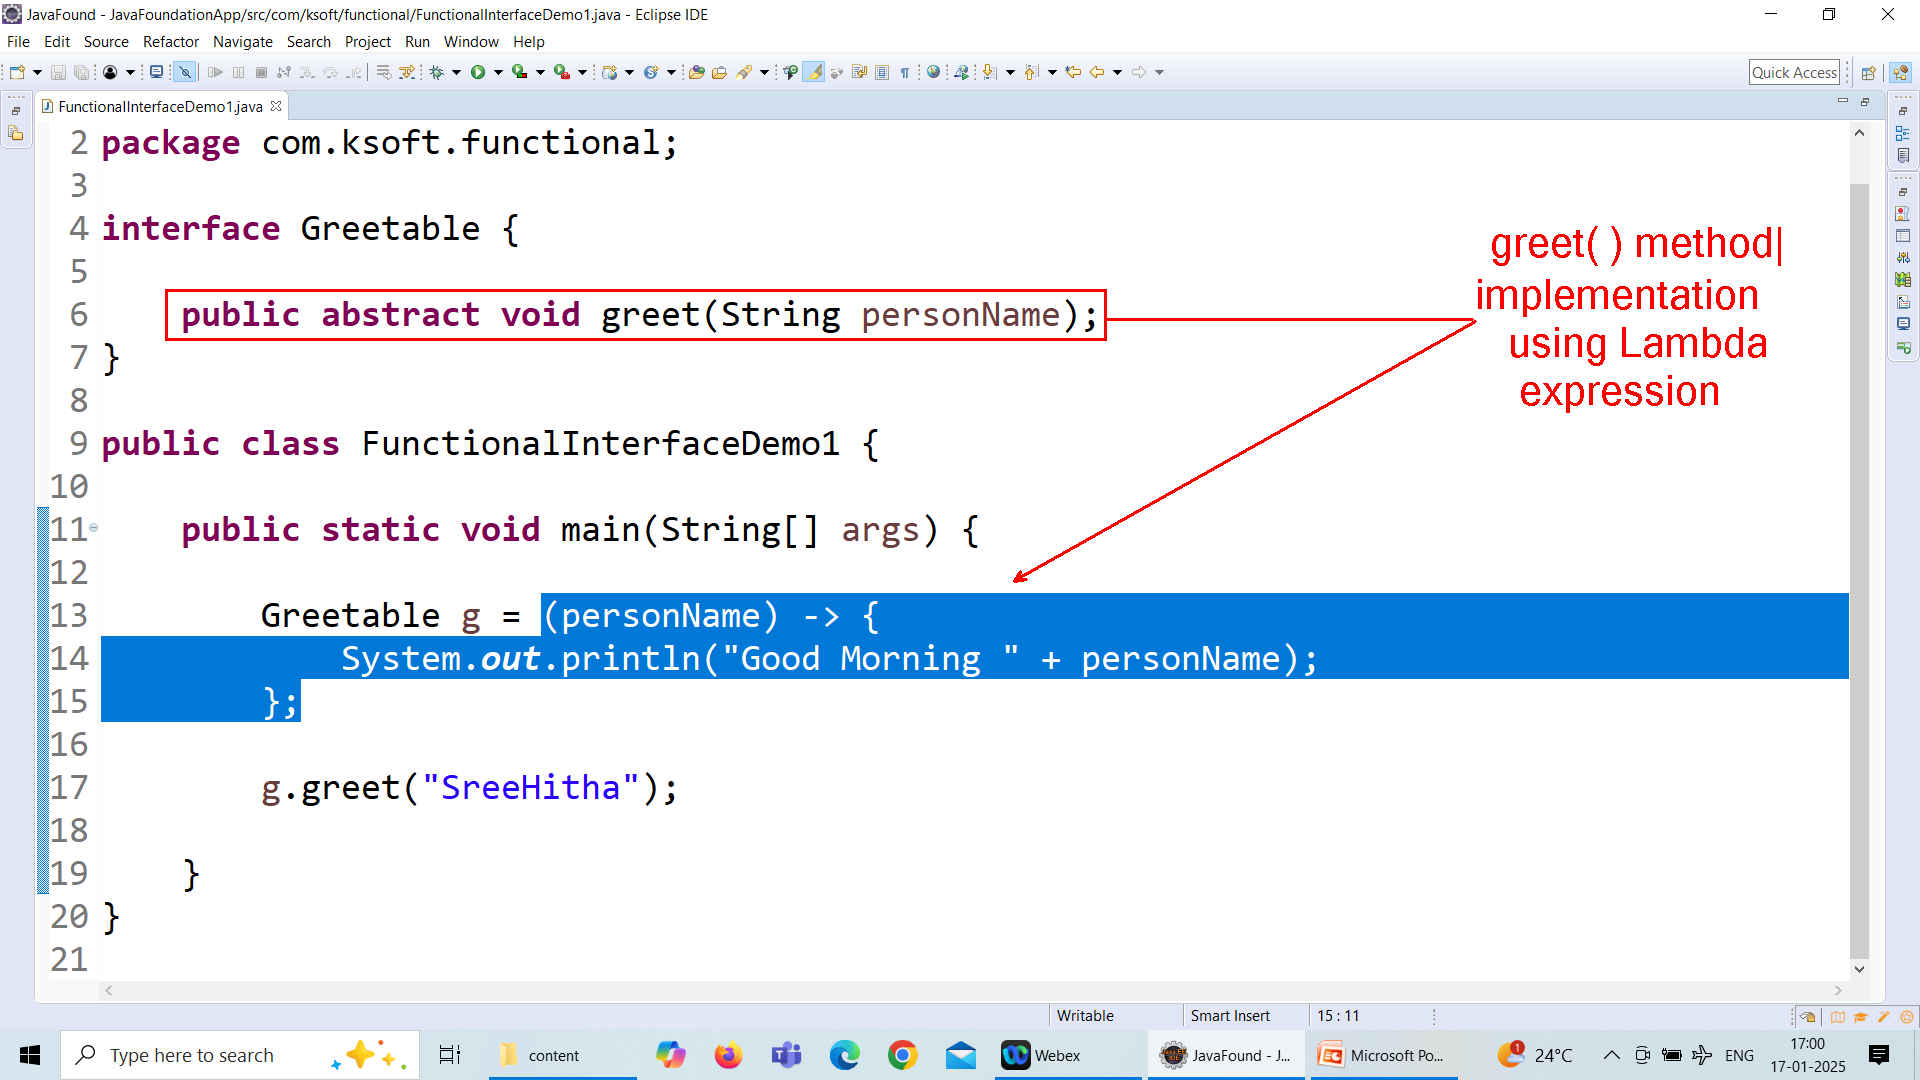 JavaFound - JavaFoundationApp/src/com/ksoft/functional/FunctionalInterfaceDemo1.java - Eclipse IDE
File Edit Source Refactor Navigate Search Project Run Window Help
Quick Access
FunctionalInterfaceDemo1.java
2 package com.ksoft.functional;
3
4 interface Greetable {
5
6 public abstract void greet(String personName);
7 }
8
9 public class FunctionalInterfaceDemo1 {
10
11 public static void main(String[] args) {
12
13 Greetable g = (personName) -> {
14 System.out.println("Good Morning " + personName);
15 };
16
17 g.greet("SreeHitha");
18
19 }
20 }
21
greet( ) method|
implementation
using Lambda
expression
Writable Smart Insert 15 : 11
Type here to search content Webex JavaFound - J... Microsoft Po... 1 24°C ENG 17:00
17-01-2025